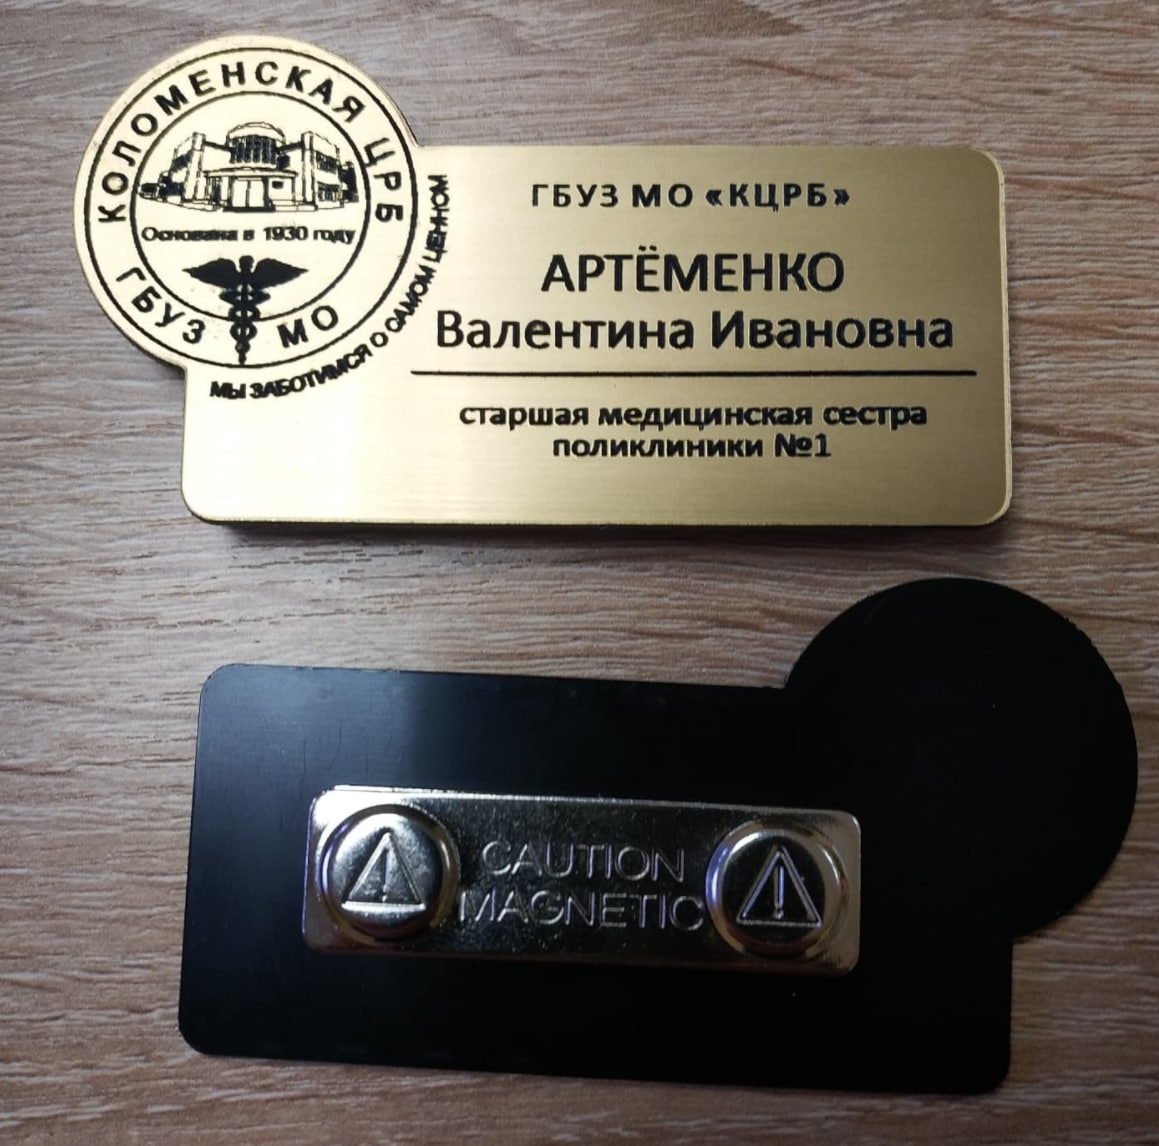 КОЛОМЕНСКАЯ ЦРБ
Основана в 1930 году
ГБУЗ МО
МЫ ЗАБОТИМСЯ О САМОМ ЦЕННОМ
ГБУЗ МО «КЦРБ»
АРТЁМЕНКО
Валентина Ивановна
старшая медицинская сестра
поликлиники №1
CAUTION
MAGNETIC